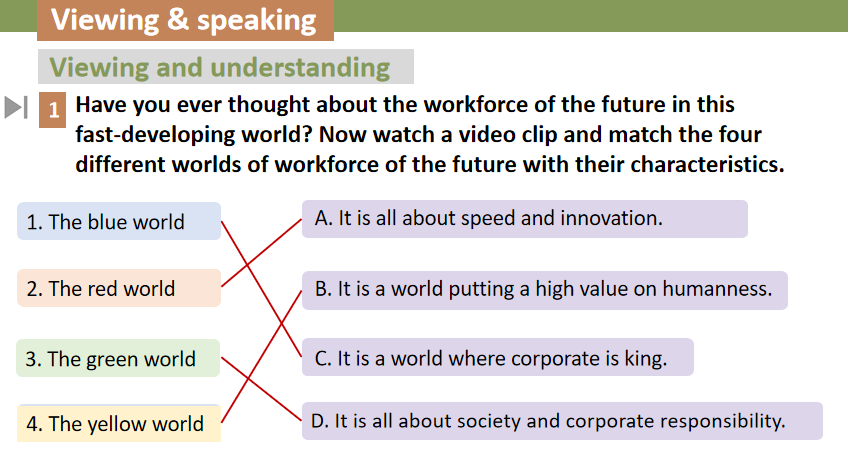 Viewing & speaking
Viewing and understanding
1 Have you ever thought about the workforce of the future in this
fast-developing world? Now watch a video clip and match the four
different worlds of workforce of the future with their characteristics.
1. The blue world
A. It is all about speed and innovation.
2. The red world
B. It is a world putting a high value on humanness.
3. The green world
C. It is a world where corporate is king.
4. The yellow world
D. It is all about society and corporate responsibility.